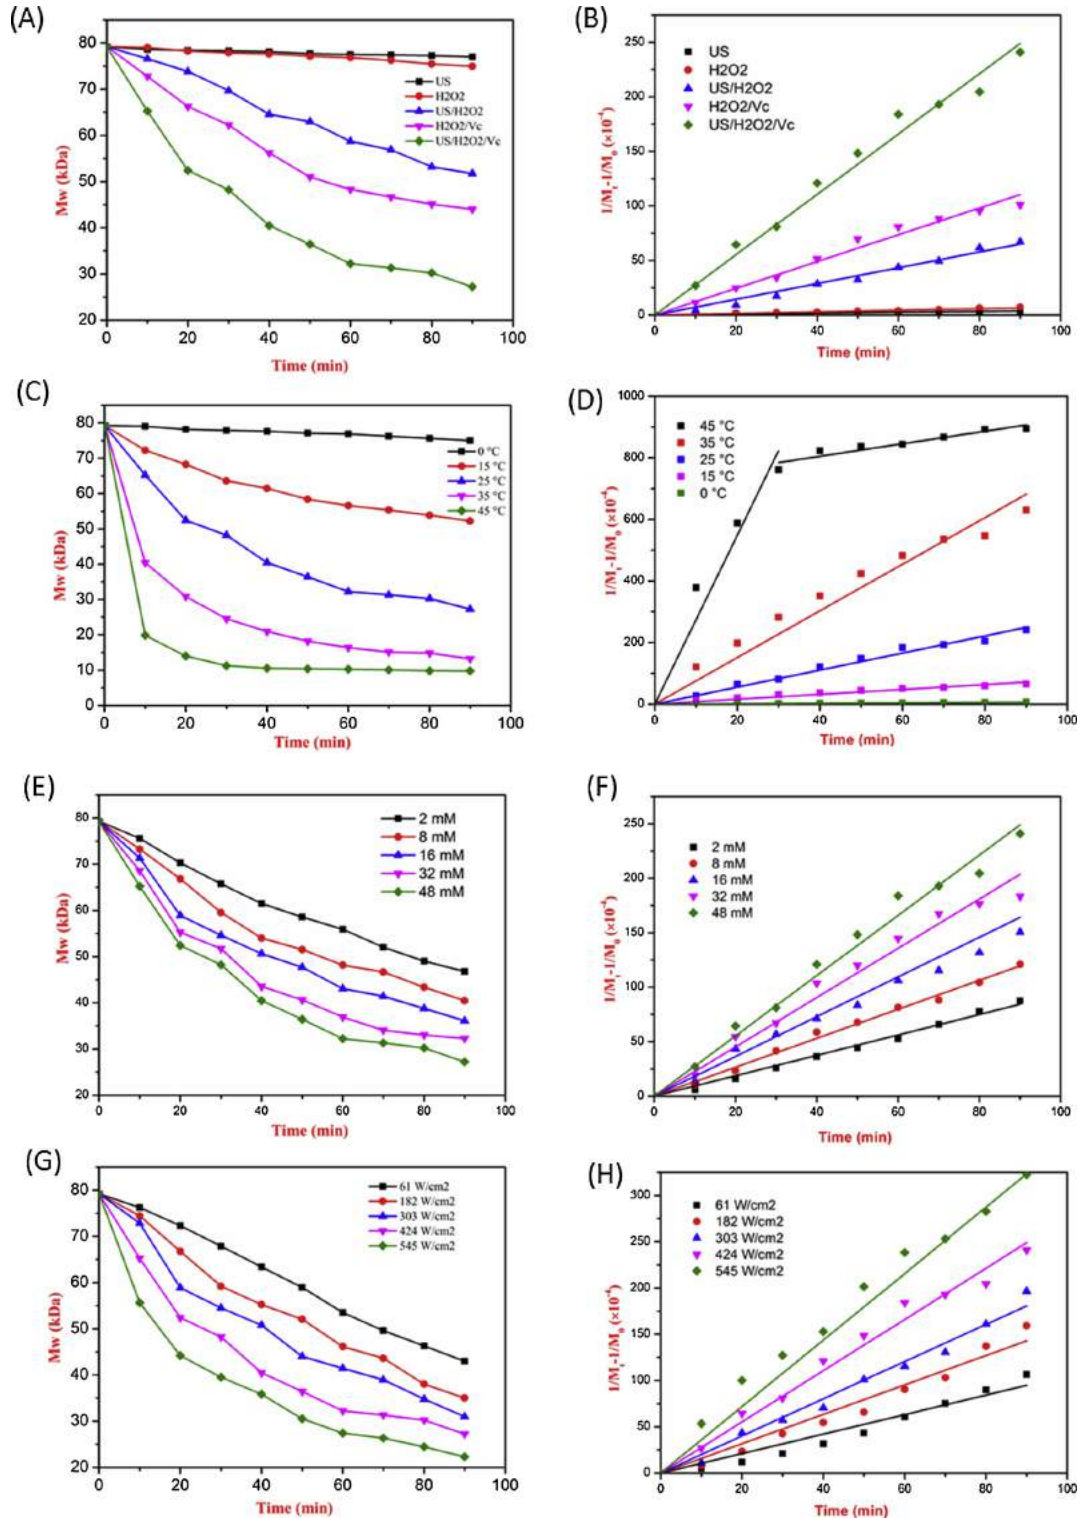 (A)
80
70
60
50
40
30
20
Mw (kDa)
US
H2O2
US/H2O2
H2O2/Vc
US/H2O2/Vc
0 20 40 60 80 100
Time (min)
(B)
250
200
150
100
50
0
1/Mt-1/M0 (×10-4)
US
H2O2
US/H2O2
H2O2/Vc
US/H2O2/Vc
0 20 40 60 80 100
Time (min)
(C)
80
70
60
50
40
30
20
10
0
Mw (kDa)
0 °C
15 °C
25 °C
35 °C
45 °C
0 20 40 60 80 100
Time (min)
(D)
1000
800
600
400
200
0
1/Mt-1/M0 (×10-4)
45 °C
35 °C
25 °C
15 °C
0 °C
0 20 40 60 80 100
Time (min)
(E)
80
70
60
50
40
30
20
Mw (kDa)
2 mM
8 mM
16 mM
32 mM
48 mM
0 20 40 60 80 100
Time (min)
(F)
250
200
150
100
50
0
1/Mt-1/M0 (×10-4)
2 mM
8 mM
16 mM
32 mM
48 mM
0 20 40 60 80 100
Time (min)
(G)
80
70
60
50
40
30
20
Mw (kDa)
61 W/cm2
182 W/cm2
303 W/cm2
424 W/cm2
545 W/cm2
0 20 40 60 80 100
Time (min)
(H)
300
250
200
150
100
50
0
1/Mt-1/M0 (×10-4)
61 W/cm2
182 W/cm2
303 W/cm2
424 W/cm2
545 W/cm2
0 20 40 60 80 100
Time (min)